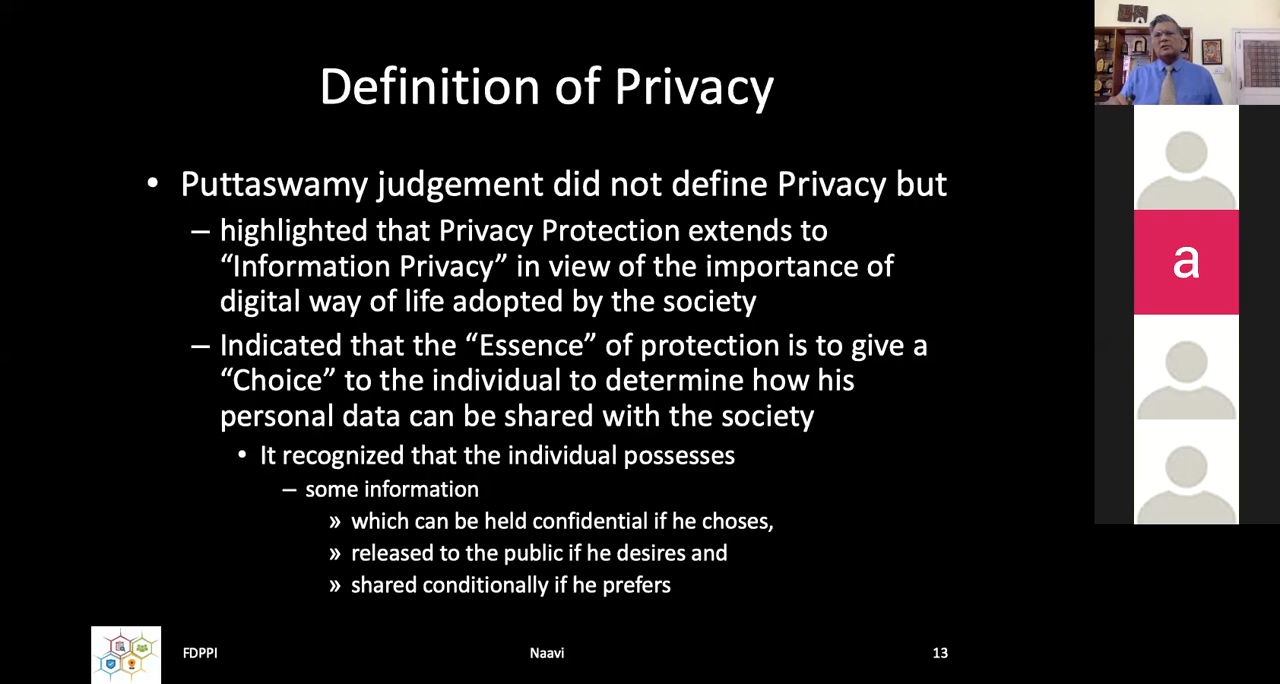 Definition of Privacy
• Puttaswamy judgement did not define Privacy but
– highlighted that Privacy Protection extends to
“Information Privacy” in view of the importance of
digital way of life adopted by the society
– Indicated that the “Essence” of protection is to give a
“Choice” to the individual to determine how his
personal data can be shared with the society
• It recognized that the individual possesses
– some information
» which can be held confidential if he choses,
» released to the public if he desires and
» shared conditionally if he prefers
FDPPI
Naavi
13
a